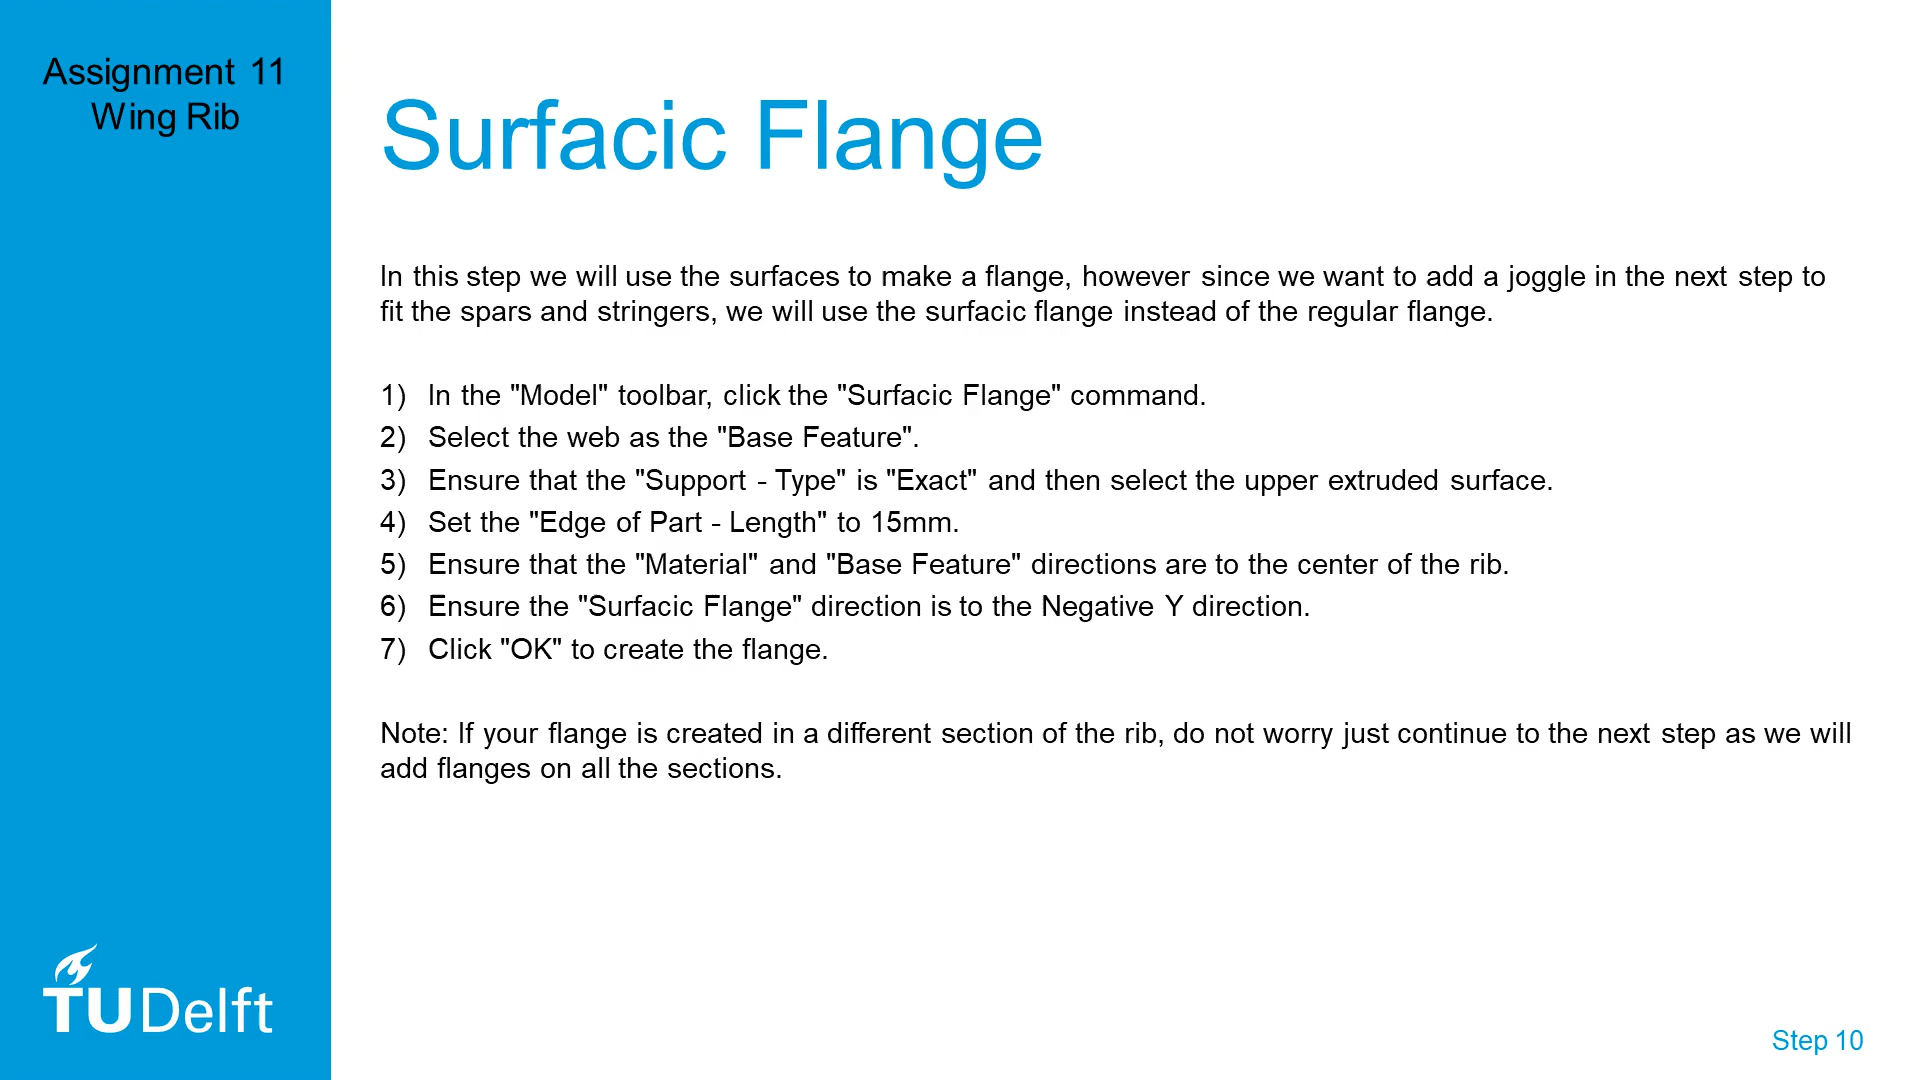 Assignment 11
Wing Rib
Surfacic Flange
In this step we will use the surfaces to make a flange, however since we want to add a joggle in the next step to
fit the spars and stringers, we will use the surfacic flange instead of the regular flange.
1) In the "Model" toolbar, click the "Surfacic Flange" command.
2) Select the web as the "Base Feature".
3) Ensure that the "Support - Type" is "Exact" and then select the upper extruded surface.
4) Set the "Edge of Part - Length" to 15mm.
5) Ensure that the "Material" and "Base Feature" directions are to the center of the rib.
6) Ensure the "Surfacic Flange" direction is to the Negative Y direction.
7) Click "OK" to create the flange.
Note: If your flange is created in a different section of the rib, do not worry just continue to the next step as we will
add flanges on all the sections.
TUDelft
Step 10